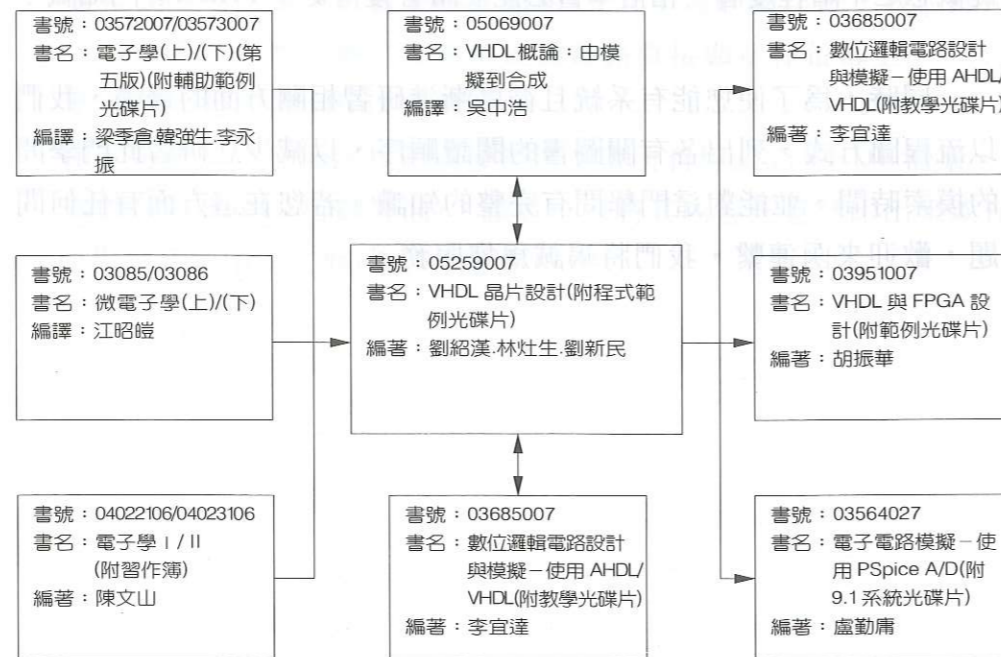 書號：03572007/03573007
書名：電子學(上)/(下)(第
五版)(附輔助範例
光碟片)
編譯：梁季倉.韓強生.李永
振
書號：05069007
書名：VHDL概論：由模
擬到合成
編譯：吳中浩
書號：03685007
書名：數位邏輯電路設計
與模擬－使用 AHDL/
VHDL(附教學光碟片)
編著：李宜達
書號：03085/03086
書名：微電子學(上)/(下)
編譯：江昭皚
書號：05239007
書名：VHDL 晶片設計(附程式範
例光碟片)
編著：劉紹漢.林灶生.劉新民
書號：03951007
書名：VHDL 與 FPGA 設
計(附範例光碟片)
編著：胡振華
書號：04022106/04023106
書名：電子學 I / II
(附習作簿)
編著：陳文山
書號：03685007
書名：數位邏輯電路設計
與模擬－使用 AHDL/
VHDL(附教學光碟片)
編著：李宜達
書號：03564027
書名：電子電路模擬－使
用 PSpice A/D(附
9.1 系統光碟片)
編著：盧勤庸